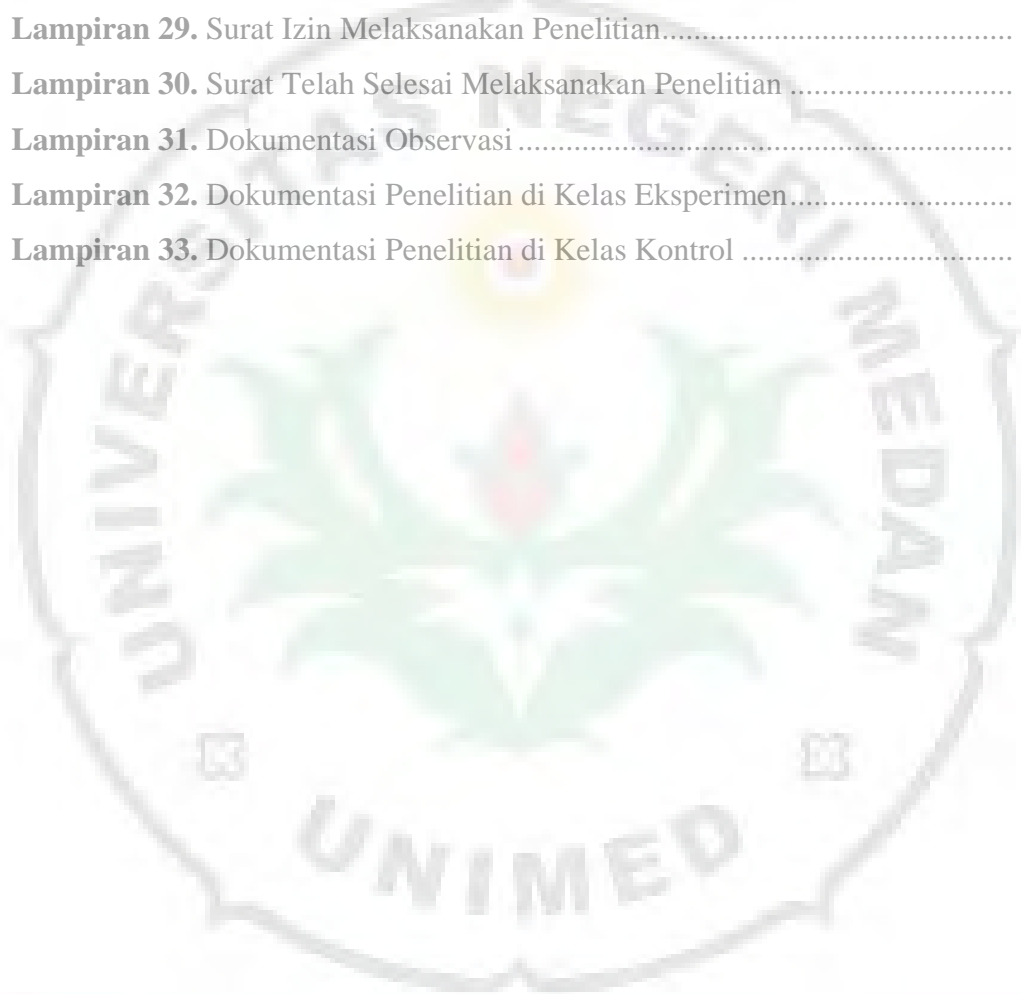 Lampiran 29. Surat Izin Melaksanakan Penelitian............................................
Lampiran 30. Surat Telah Selesai Melaksanakan Penelitian ............................
Lampiran 31. Dokumentasi Observasi ..............................................................
Lampiran 32. Dokumentasi Penelitian di Kelas Eksperimen............................
Lampiran 33. Dokumentasi Penelitian di Kelas Kontrol ..................................
UNIVERSITAS NEGERI MEDAN
UNIMED